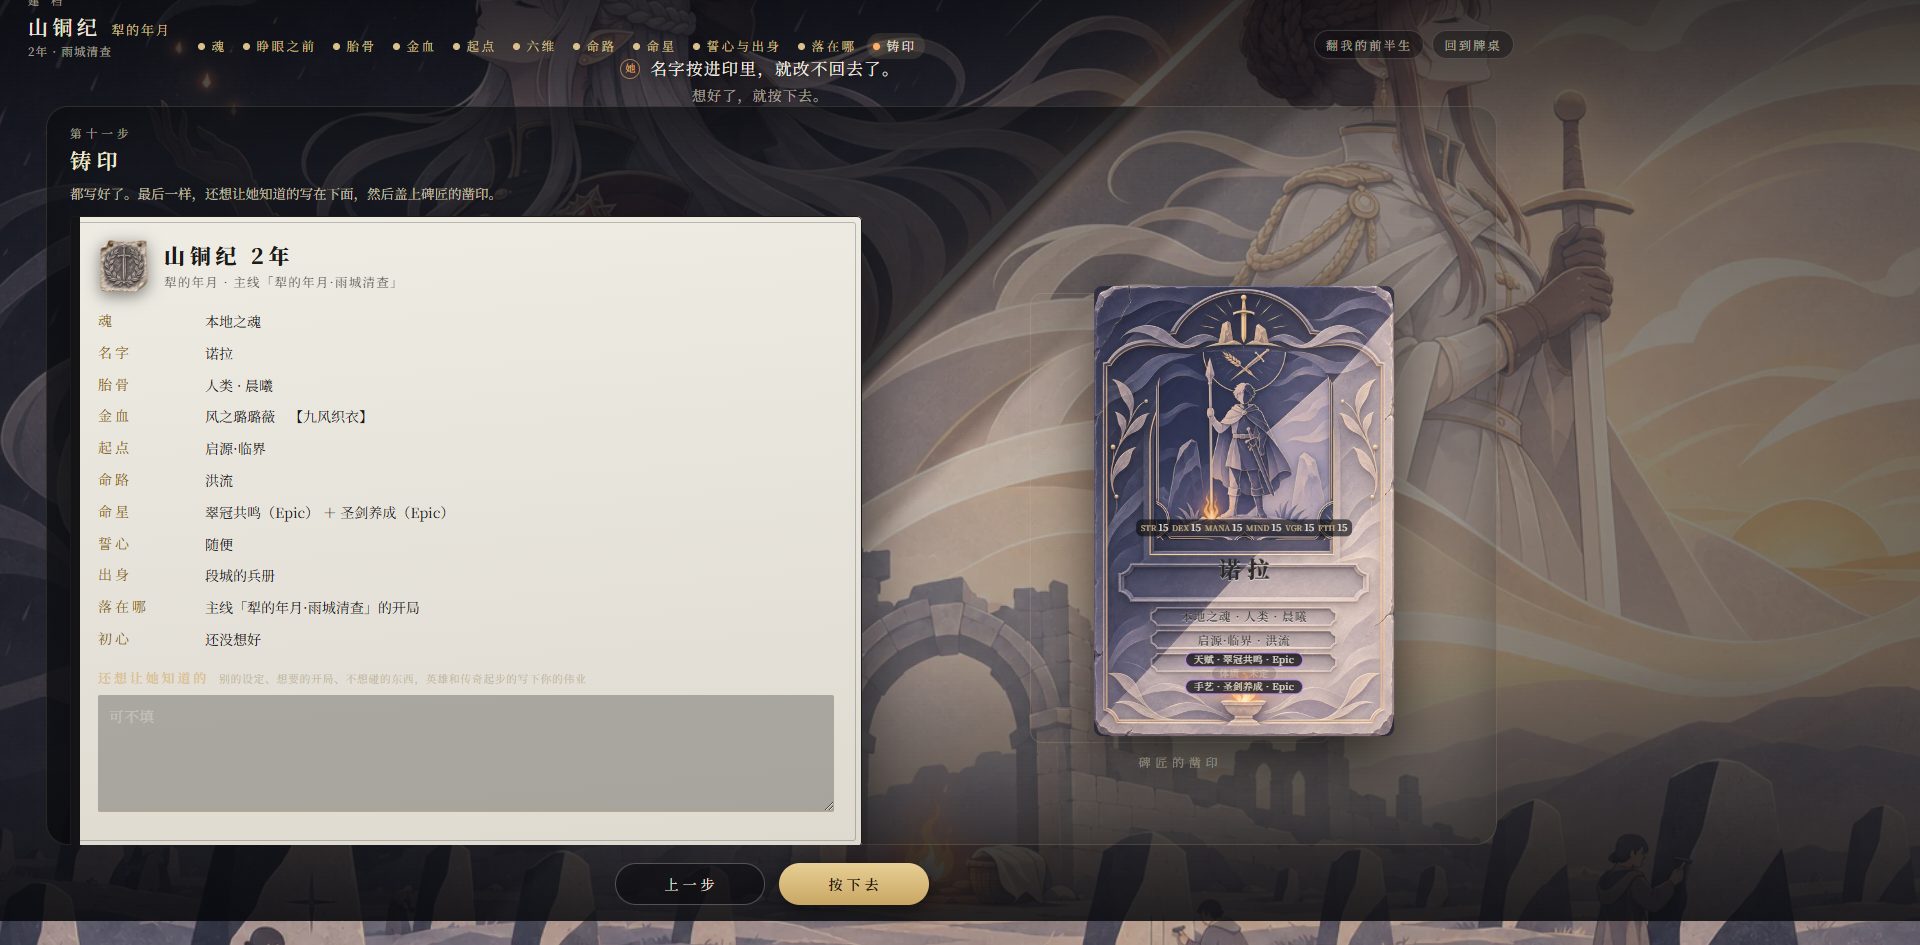 建档
山铜纪 犁的年月
2年·雨城清查
魂 睁眼之前 胎骨 金血 起点 六维 命路 命星 誓心与出身 落在哪 铸印
翻我的前半生 回到牌桌
她 名字按进印里，就改不回去了。
想好了，就按下去。
第十一步
铸印
都写好了。最后一样，还想让她知道的写在下面，然后盖上碑匠的凿印。
山铜纪 2年
犁的年月·主线「犁的年月·雨城清查」
魂 本地之魂
名字 诺拉
胎骨 人类·晨曦
金血 风之璐璐薇 【九风织衣】
起点 启源·临界
命路 洪流
命星 翠冠共鸣（Epic） ＋ 圣剑养成（Epic）
誓心 随便
出身 段城的兵册
落在哪 主线「犁的年月·雨城清查」的开局
初心 还没想好
还想让她知道的 别的设定、想要的开局、不想碰的东西，英雄和传奇起步的写下你的伟业
可不填
STR 15 DEX 15 MANA 15 MIND 15 VGR 15 FTH 15
诺拉
本地之魂·人类·晨曦
启源·临界·洪流
天赋·翠冠共鸣·Epic
体质·未定
手艺·圣剑养成·Epic
碑匠的凿印
上一步 按下去